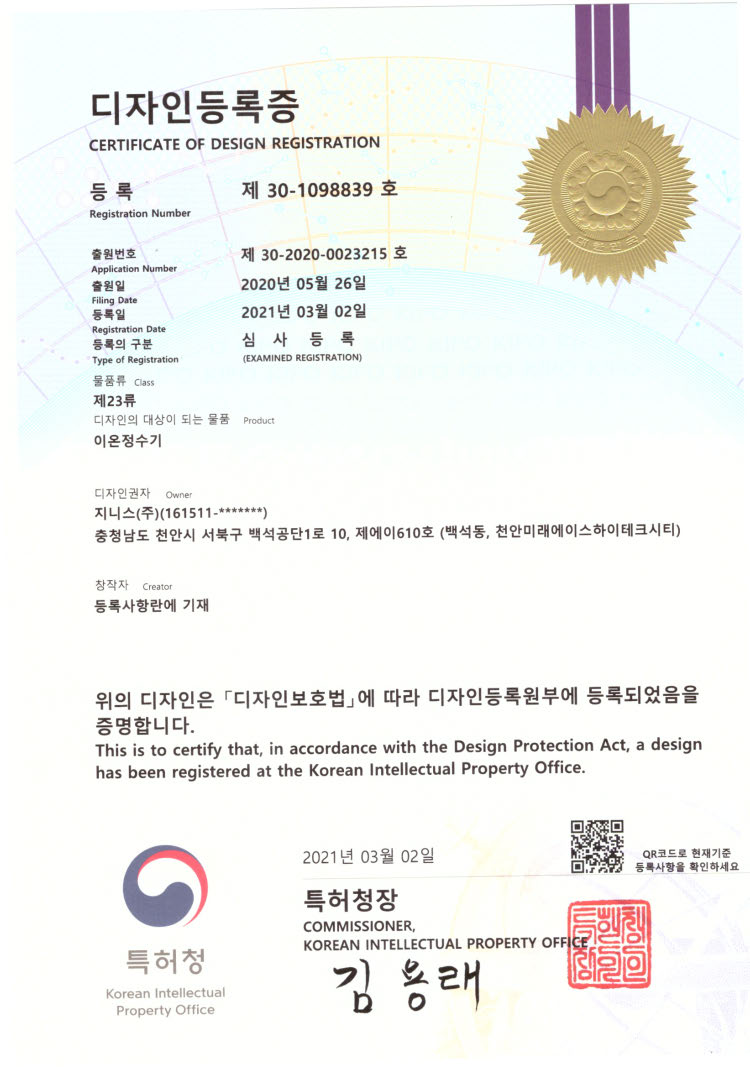 디자인등록증
CERTIFICATE OF DESIGN REGISTRATION
등 록 제 30-1098839 호
Registration Number
출원번호 제 30-2020-0023215 호
Application Number
출원일 2020년 05월 26일
Filing Date
등록일 2021년 03월 02일
Registration Date
등록의 구분 심 사 등 록
Type of Registration (EXAMINED REGISTRATION)
물품류 Class
제23류
디자인의 대상이 되는 물품 Product
이온정수기
디자인권자 Owner
지니스(주)(161511-*******)
충청남도 천안시 서북구 백석공단1로 10, 제에이610호 (백석동, 천안미래에이스하이테크시티)
창작자 Creator
등록사항란에 기재
위의 디자인은 「디자인보호법」에 따라 디자인등록원부에 등록되었음을
증명합니다.
This is to certify that, in accordance with the Design Protection Act, a design
has been registered at the Korean Intellectual Property Office.
2021년 03월 02일
QR코드로 현재기준
등록사항을 확인하세요
특허청장
COMMISSIONER,
KOREAN INTELLECTUAL PROPERTY OFFICE
김용래
특허청
Korean Intellectual
Property Office
대한민국
특허청장의인